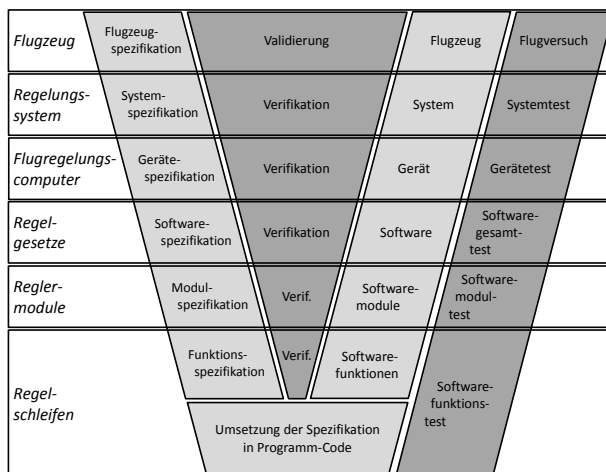 Flugzeug
Flugzeug-
spezifikation
Validierung
Flugzeug
Flugversuch
Regelungs-
system
System-
spezifikation
Verifikation
System
Systemtest
Flugregelungs-
computer
Geräte-
spezifikation
Verifikation
Gerät
Gerätetest
Regel-
gesetze
Software-
spezifikation
Verifikation
Software
Software-
gesamt-
test
Regler-
module
Modul-
spezifikation
Verif.
Software-
module
Software-
modul-
test
Regel-
schleifen
Funktions-
spezifikation
Verif.
Software-
funktionen
Software-
funktions-
test
Umsetzung der Spezifikation
in Programm-Code